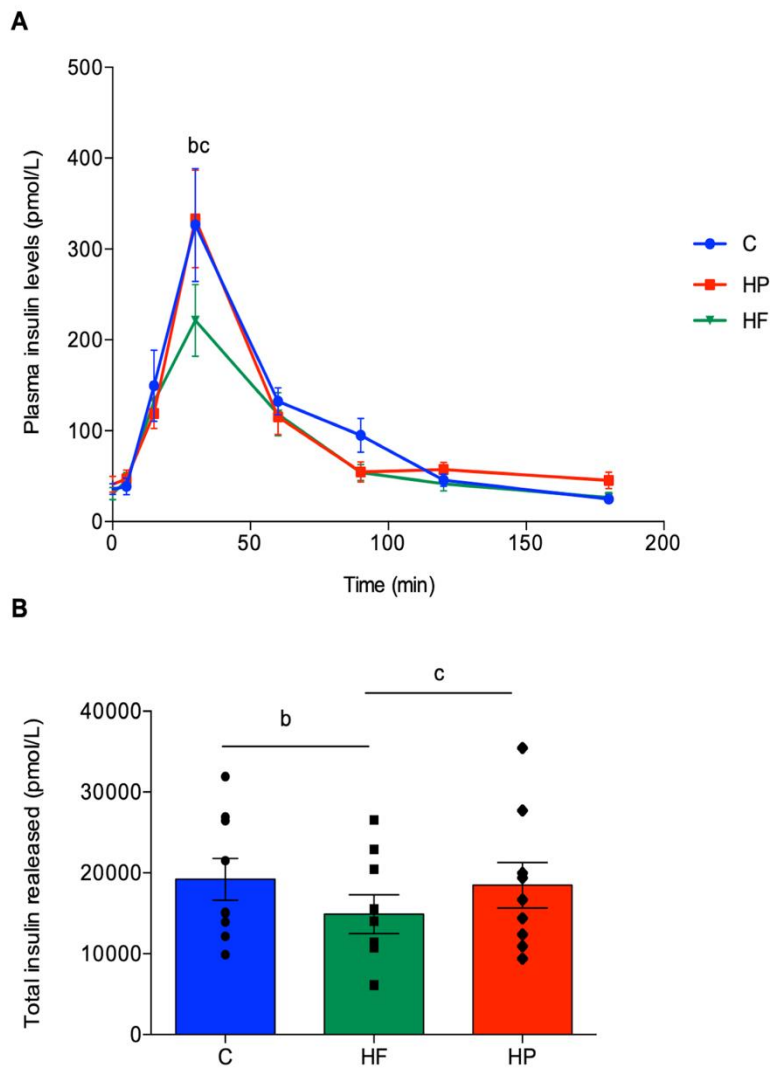 A
500
400
300
200
100
0
Plasma insulin levels (pmol/L)
bc
C
HP
HF
0 50 100 150 200
Time (min)
B
c
b
40000
30000
20000
10000
0
Total insulin realeased (pmol/L)
C HF HP